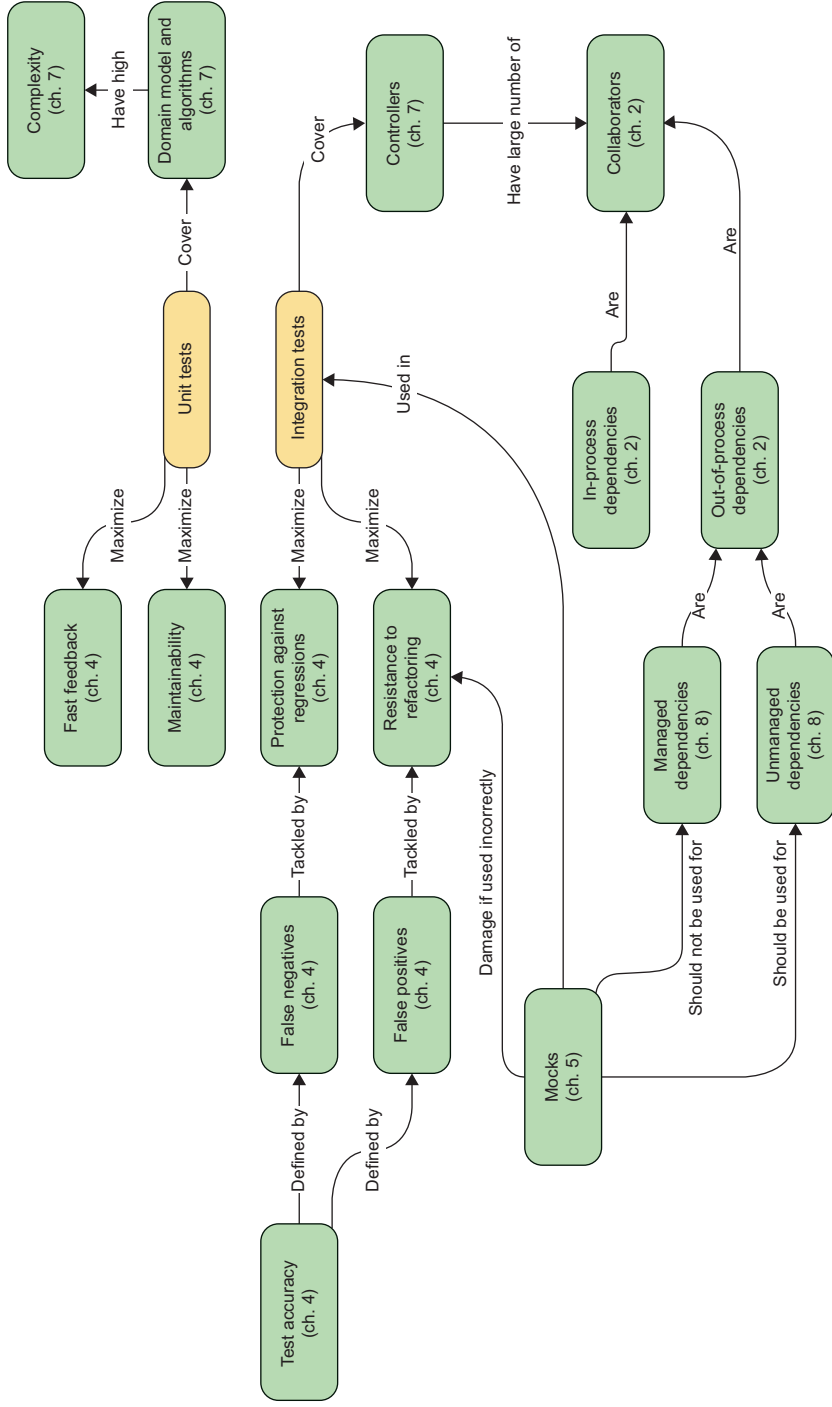 Complexity
(ch. 7)
Have high
Domain model and
algorithms
(ch. 7)
Cover
Unit tests
Maximize
Maximize
Fast feedback
(ch. 4)
Maintainability
(ch. 4)
Cover
Controllers
(ch. 7)
Have large number of
Collaborators
(ch. 2)
Integration tests
Used in
Maximize
Maximize
Protection against
regressions
(ch. 4)
Resistance to
refactoring
(ch. 4)
Tackled by
Tackled by
False negatives
(ch. 4)
False positives
(ch. 4)
Defined by
Defined by
Test accuracy
(ch. 4)
Damage if used incorrectly
Mocks
(ch. 5)
Should not be used for
Should be used for
Managed
dependencies
(ch. 8)
Unmanaged
dependencies
(ch. 8)
Are
Are
In-process
dependencies
(ch. 2)
Out-of-process
dependencies
(ch. 2)
Are
Are